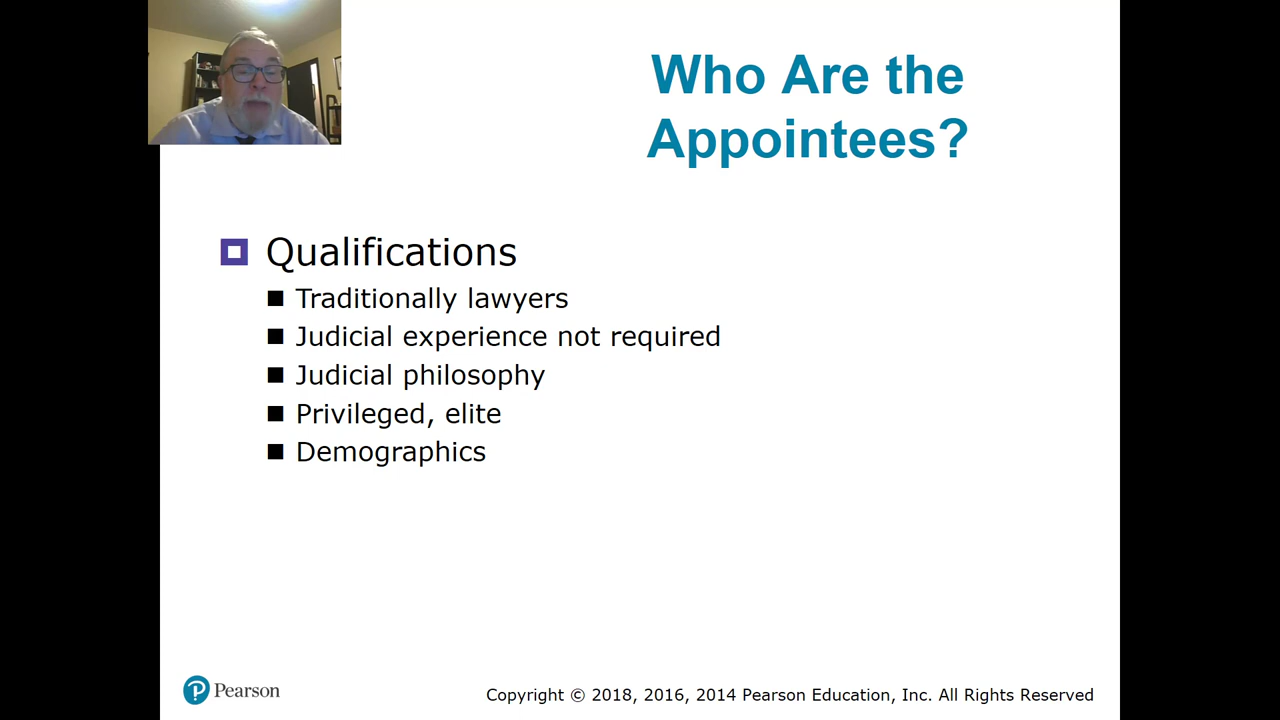 Who Are the
Appointees?
Qualifications
Traditionally lawyers
Judicial experience not required
Judicial philosophy
Privileged, elite
Demographics
Pearson
Copyright © 2018, 2016, 2014 Pearson Education, Inc. All Rights Reserved